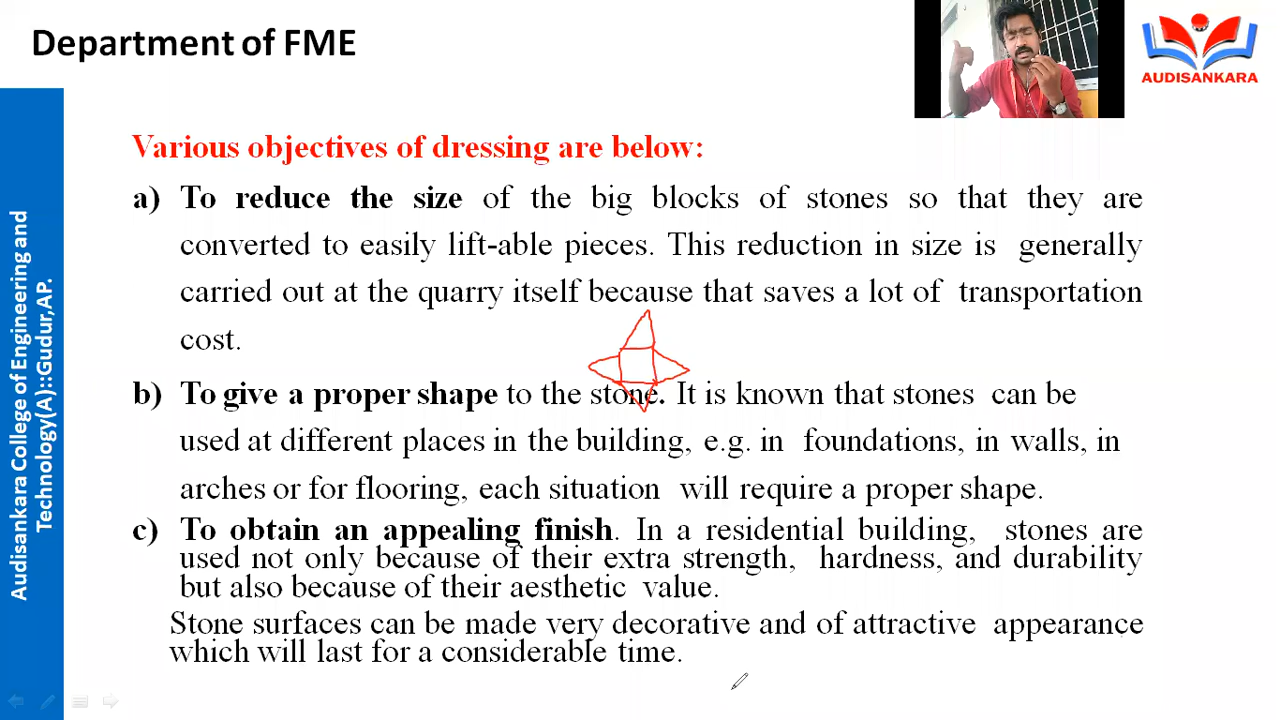 Department of FME
AUDISANKARA
Audisankara College of Engineering and
Technology(A)::Gudur,AP.
Various objectives of dressing are below:
a) To reduce the size of the big blocks of stones so that they are
converted to easily lift-able pieces. This reduction in size is generally
carried out at the quarry itself because that saves a lot of transportation
cost.
b) To give a proper shape to the stone. It is known that stones can be
used at different places in the building, e.g. in foundations, in walls, in
arches or for flooring, each situation will require a proper shape.
c) To obtain an appealing finish. In a residential building, stones are
used not only because of their extra strength, hardness, and durability
but also because of their aesthetic value.
Stone surfaces can be made very decorative and of attractive appearance
which will last for a considerable time.